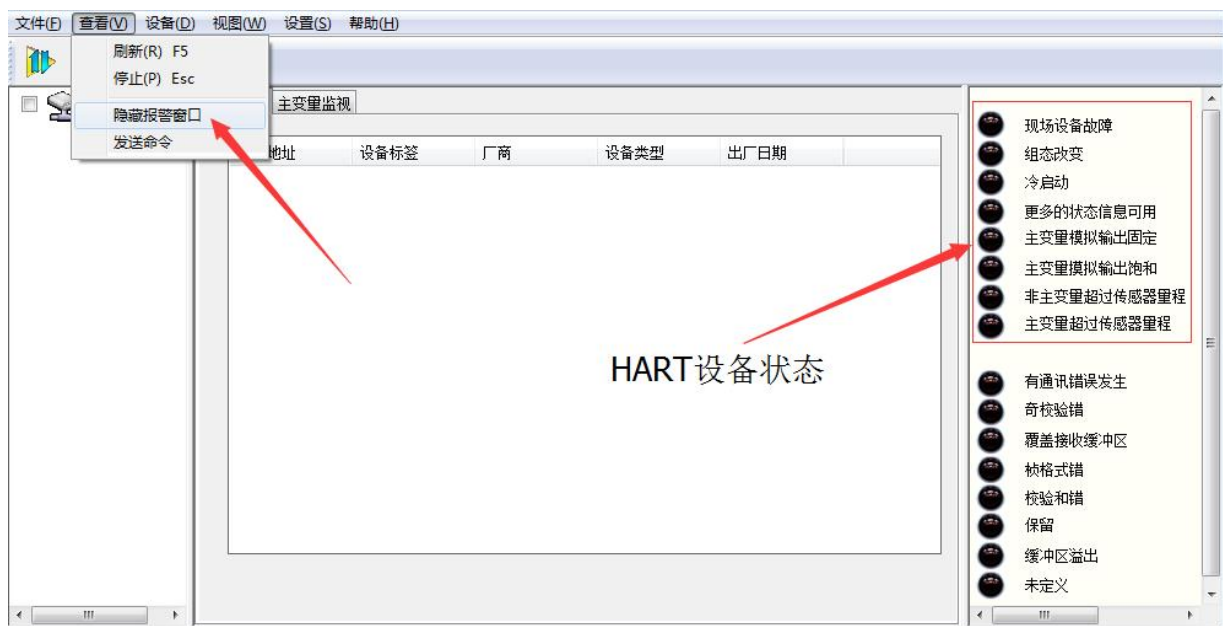 文件(F) 查看(V) 设备(D) 视图(W) 设置(S) 帮助(H)
刷新(R) F5
停止(P) Esc
隐藏报警窗口
发送命令
主变量监视
地址 设备标签 厂商 设备类型 出厂日期
HART设备状态
现场设备故障
组态改变
冷启动
更多的状态信息可用
主变量模拟输出固定
主变量摸拟输出饱和
非主变量超过传感器量程
主变量超过传感器量程
有通讯错误发生
奇校验错
覆盖接收缓冲区
桢格式错
校验和错
保留
缓冲区溢出
未定义